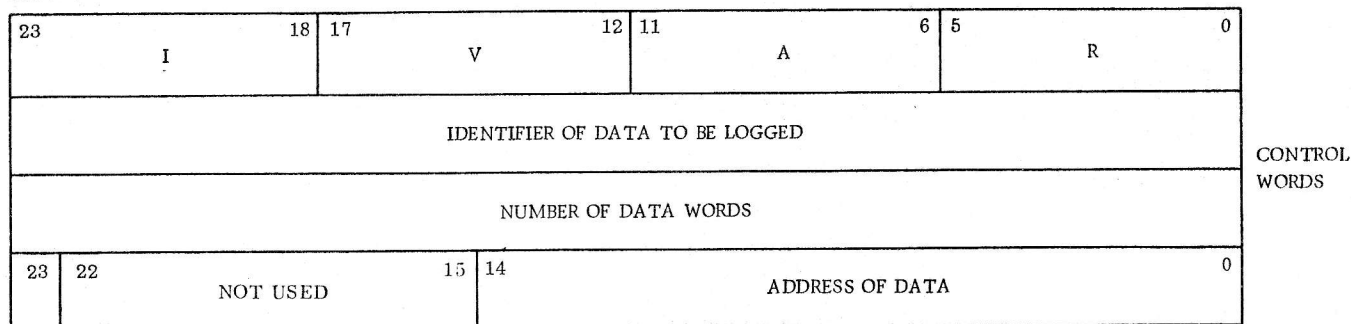 23 18 17 12 11 6 5 0
I V A R
IDENTIFIER OF DATA TO BE LOGGED
CONTROL
WORDS
NUMBER OF DATA WORDS
23 22 15 14 0
NOT USED ADDRESS OF DATA